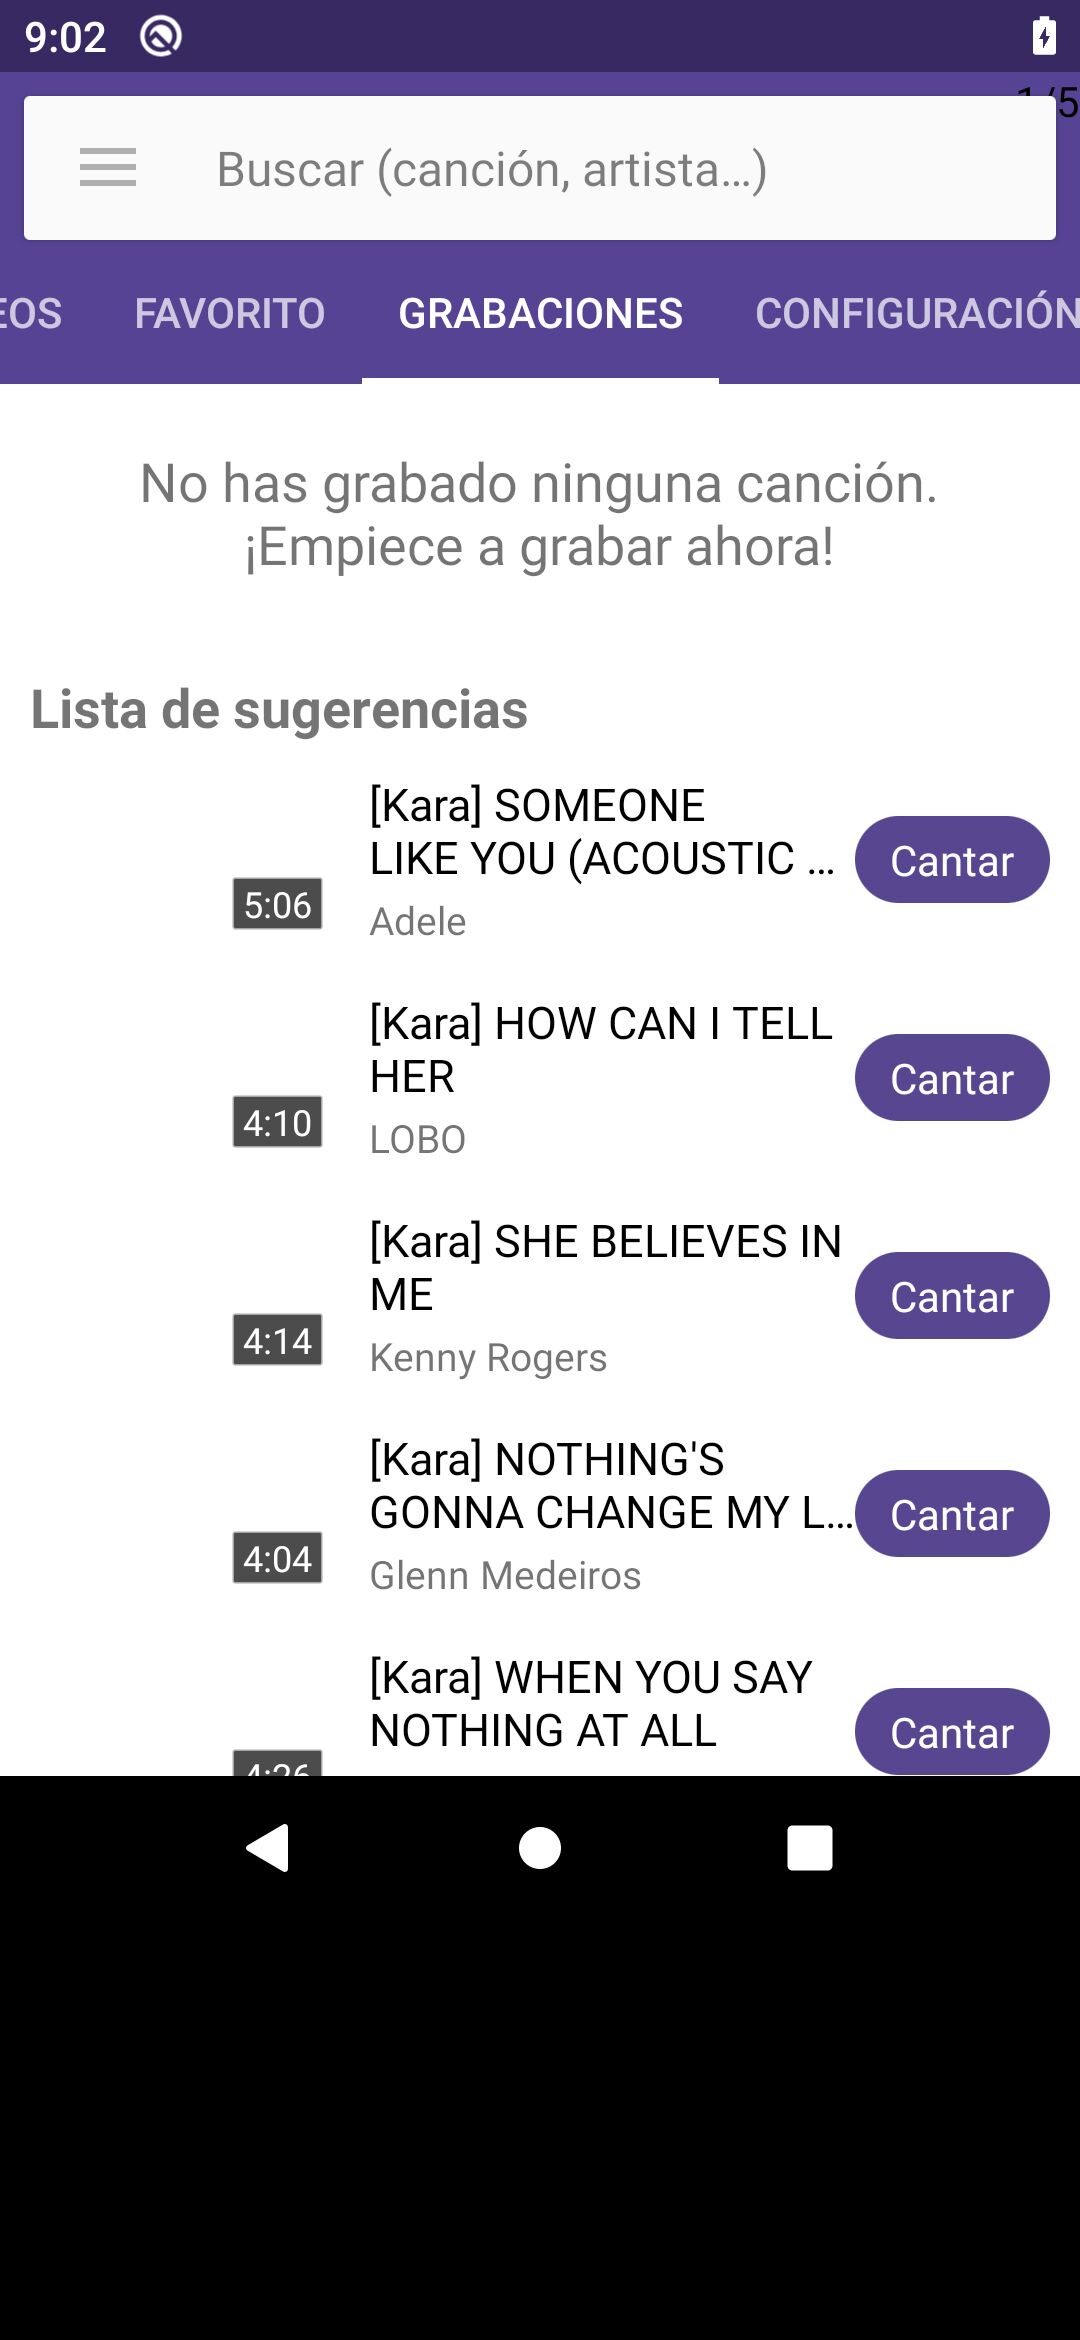 9:02
1/5
Buscar (canción, artista...)
EOS FAVORITO GRABACIONES CONFIGURACIÓN
No has grabado ninguna canción.
¡Empiece a grabar ahora!
Lista de sugerencias
[Kara] SOMEONE
LIKE YOU (ACOUSTIC ...
5:06
Adele
Cantar
[Kara] HOW CAN I TELL
HER
4:10
LOBO
Cantar
[Kara] SHE BELIEVES IN
ME
4:14
Kenny Rogers
Cantar
[Kara] NOTHING'S
GONNA CHANGE MY L...
4:04
Glenn Medeiros
Cantar
[Kara] WHEN YOU SAY
NOTHING AT ALL
4:26
Cantar